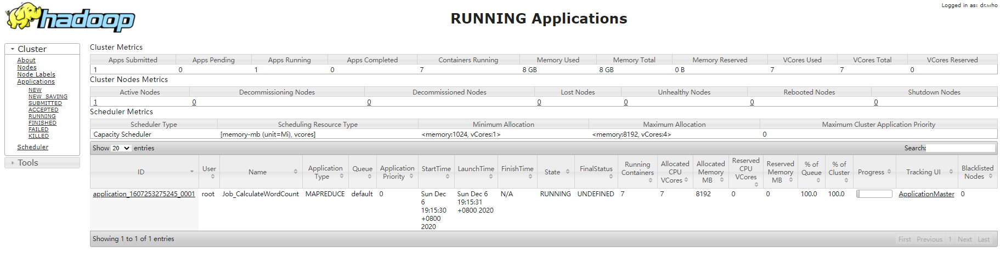 Logged in as: dr.who
hadoop
RUNNING Applications
Cluster
About
Nodes
Node Labels
Applications
NEW
NEW_SAVING
SUBMITTED
ACCEPTED
RUNNING
FINISHED
FAILED
KILLED
Scheduler
Tools
Cluster Metrics
Apps Submitted Apps Pending Apps Running Apps Completed Containers Running Memory Used Memory Total Memory Reserved VCores Used VCores Total VCores Reserved
1 0 1 0 7 8 GB 8 GB 0 B 7 7 0
Cluster Nodes Metrics
Active Nodes Decommissioning Nodes Decommissioned Nodes Lost Nodes Unhealthy Nodes Rebooted Nodes Shutdown Nodes
1 0 0 0 0 0 0
Scheduler Metrics
Scheduler Type Scheduling Resource Type Minimum Allocation Maximum Allocation Maximum Cluster Application Priority
Capacity Scheduler [memory-mb (unit=Mi), vcores] <memory:1024, vCores:1> <memory:8192, vCores:4> 0
Show 20 entries Search:
ID User Name Application Type Queue Application Priority StartTime LaunchTime FinishTime State FinalStatus Running Containers Allocated CPU VCores Allocated Memory MB Reserved CPU VCores Reserved Memory MB % of Queue % of Cluster Progress Tracking UI Blacklisted Nodes
application_1607253275245_0001 root Job_CalculateWordCount MAPREDUCE default 0 Sun Dec 6 19:15:30 +0800 2020 Sun Dec 6 19:15:31 +0800 2020 N/A RUNNING UNDEFINED 7 7 8192 0 0 100.0 100.0 ApplicationMaster 0
Showing 1 to 1 of 1 entries First Previous 1 Next Last